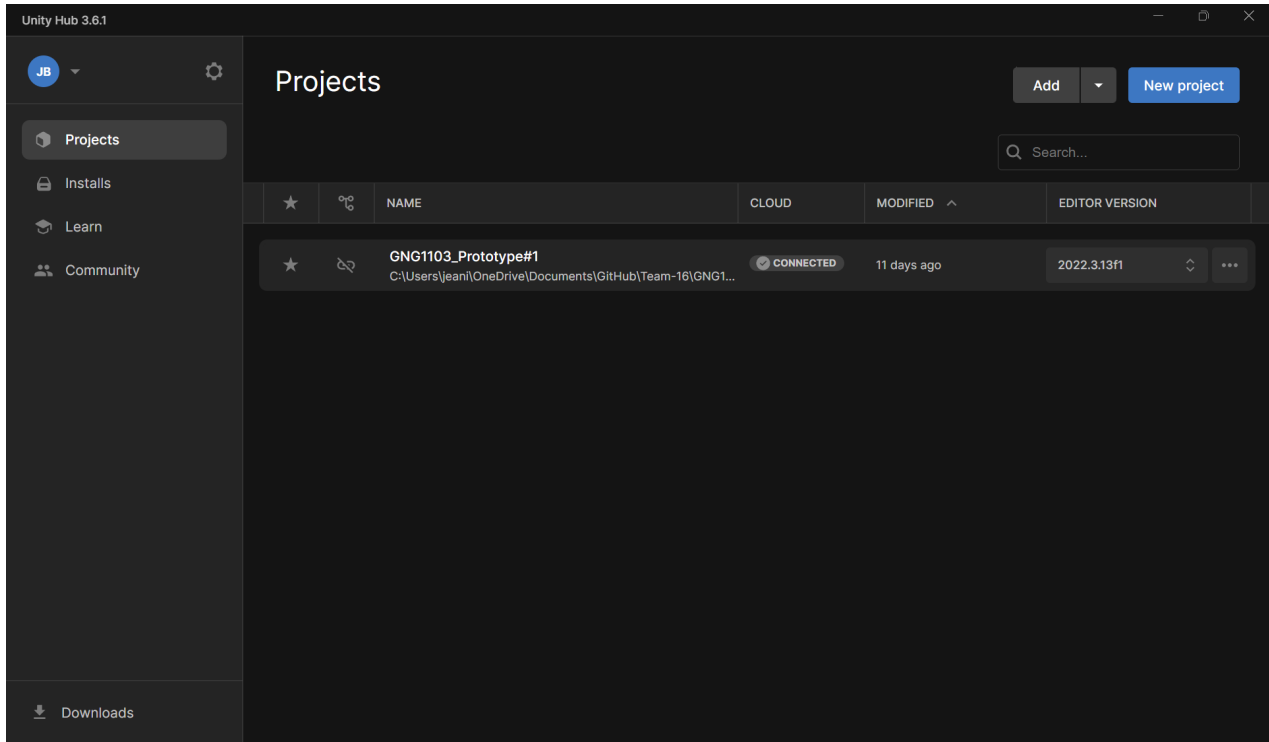 Unity Hub 3.6.1
JB
Projects
Add
New project
Projects
Installs
Learn
Community
Search...
NAME CLOUD MODIFIED EDITOR VERSION
GNG1103_Prototype#1
C:\Users\jeani\OneDrive\Documents\GitHub\Team-16\GNG1...
CONNECTED
11 days ago
2022.3.13f1
Downloads